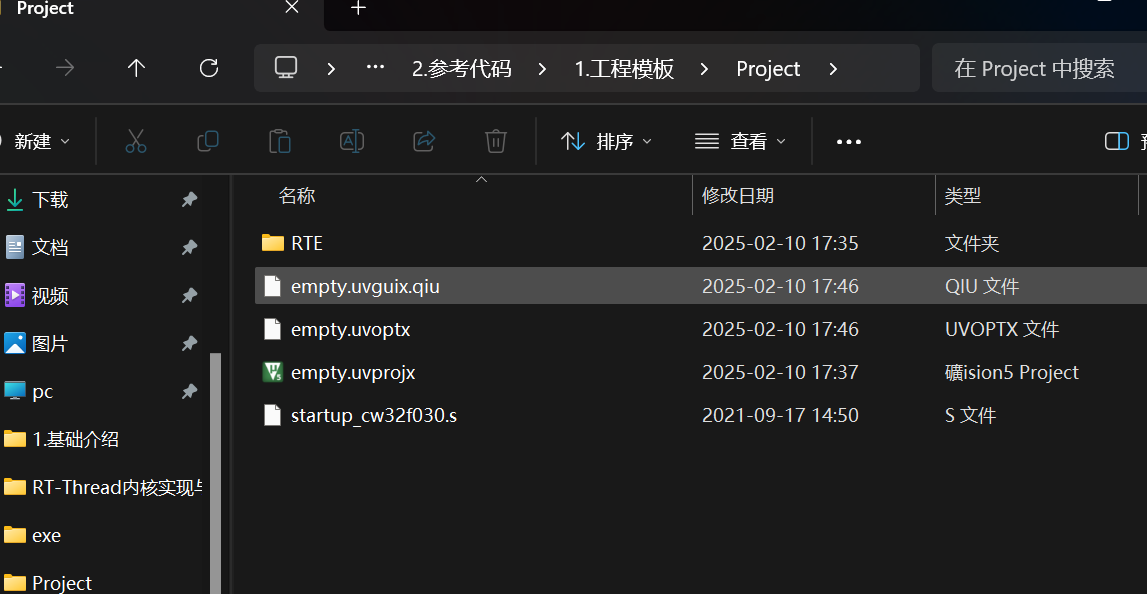 Project
2.参考代码 1.工程模板 Project 在 Project 中搜索
新建 排序 查看
名称 修改日期 类型
下载
文档
视频
图片
pc
1.基础介绍
RT-Thread内核实现与
exe
Project
RTE 2025-02-10 17:35 文件夹
empty.uvguix.qiu 2025-02-10 17:46 QIU 文件
empty.uvoptx 2025-02-10 17:46 UVOPTX 文件
empty.uvprojx 2025-02-10 17:37 礦ision5 Project
startup_cw32f030.s 2021-09-17 14:50 S 文件